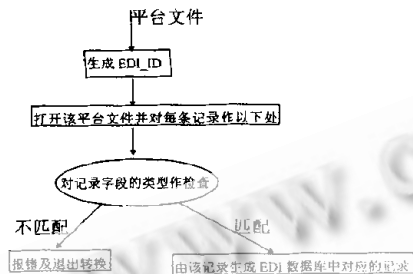 平台文件
生成 EDI_ID
打开该平台文件并对每条记录作以下处
对记录字段的类型作检查
不匹配
匹配
报错及退出转换
由该记录生成 EDI 数据库中对应的记录
WWW.C